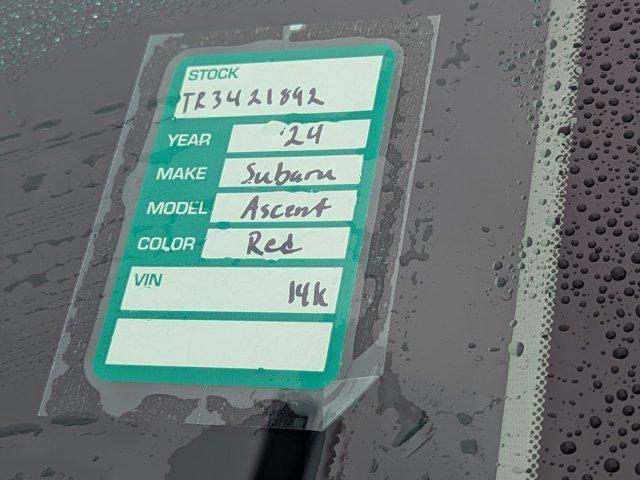 STOCK
TR3421892
YEAR '24
MAKE Subaru
MODEL Ascent
COLOR Red
VIN
14k